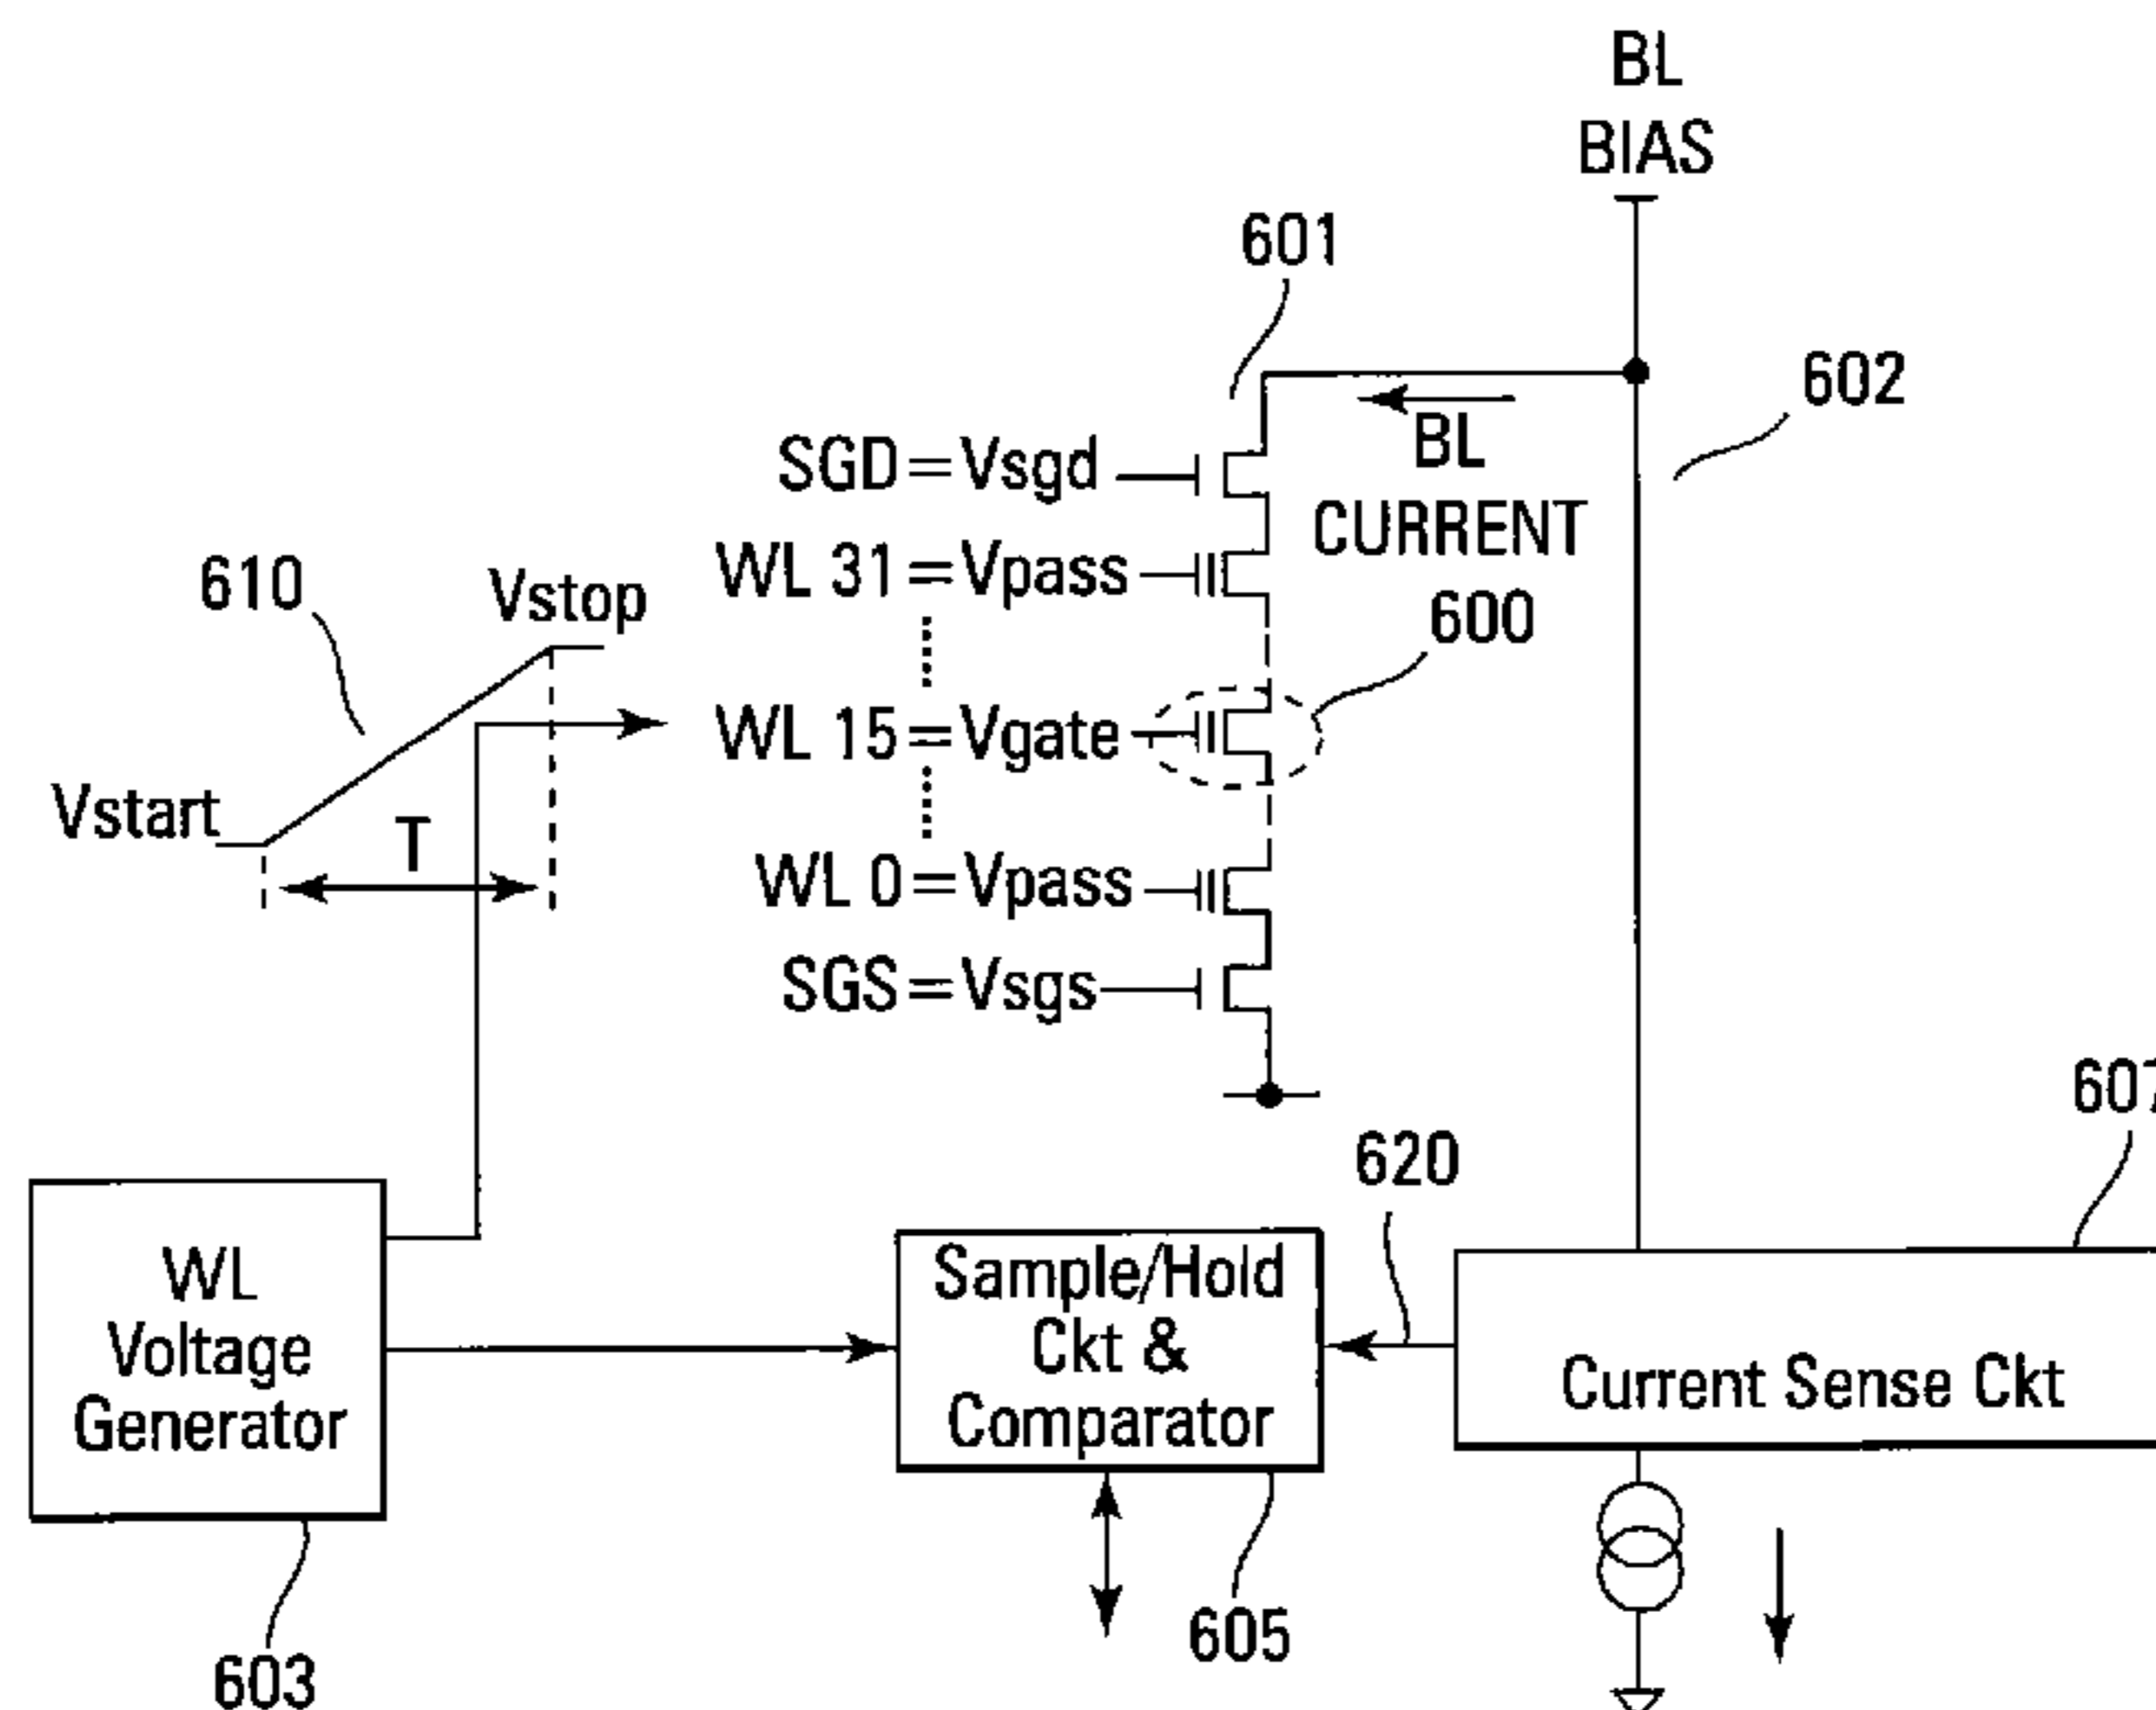 BL
BIAS
601
602
SGD=Vsgd
BL
CURRENT
WL 31=Vpass
600
610
Vstop
WL 15=Vgate
Vstart
T
WL 0=Vpass
SGS=Vsgs
607
620
WL
Voltage
Generator
Sample/Hold
Ckt &
Comparator
Current Sense Ckt
605
603